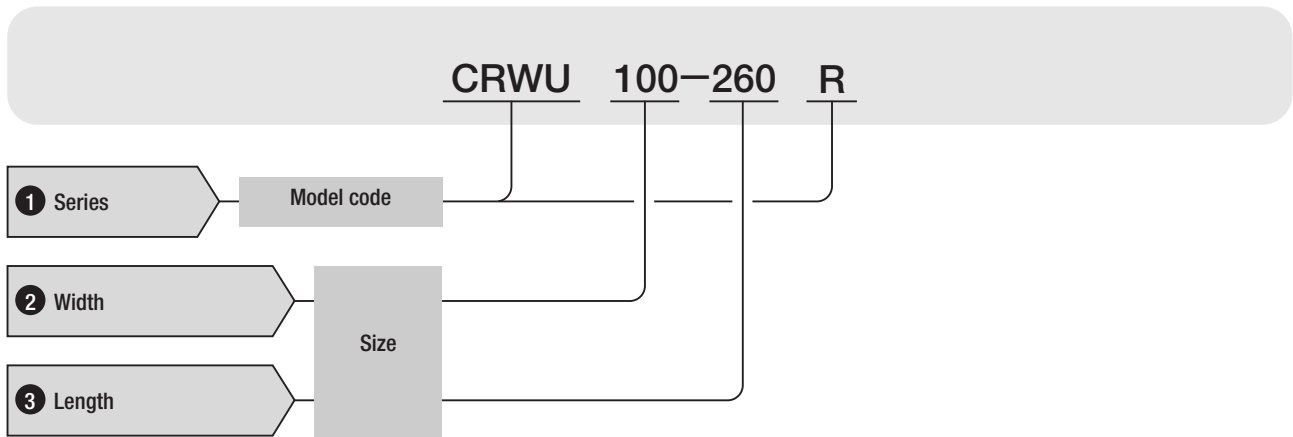 CRWU 100-260 R
1 Series
Model code
2 Width
Size
3 Length